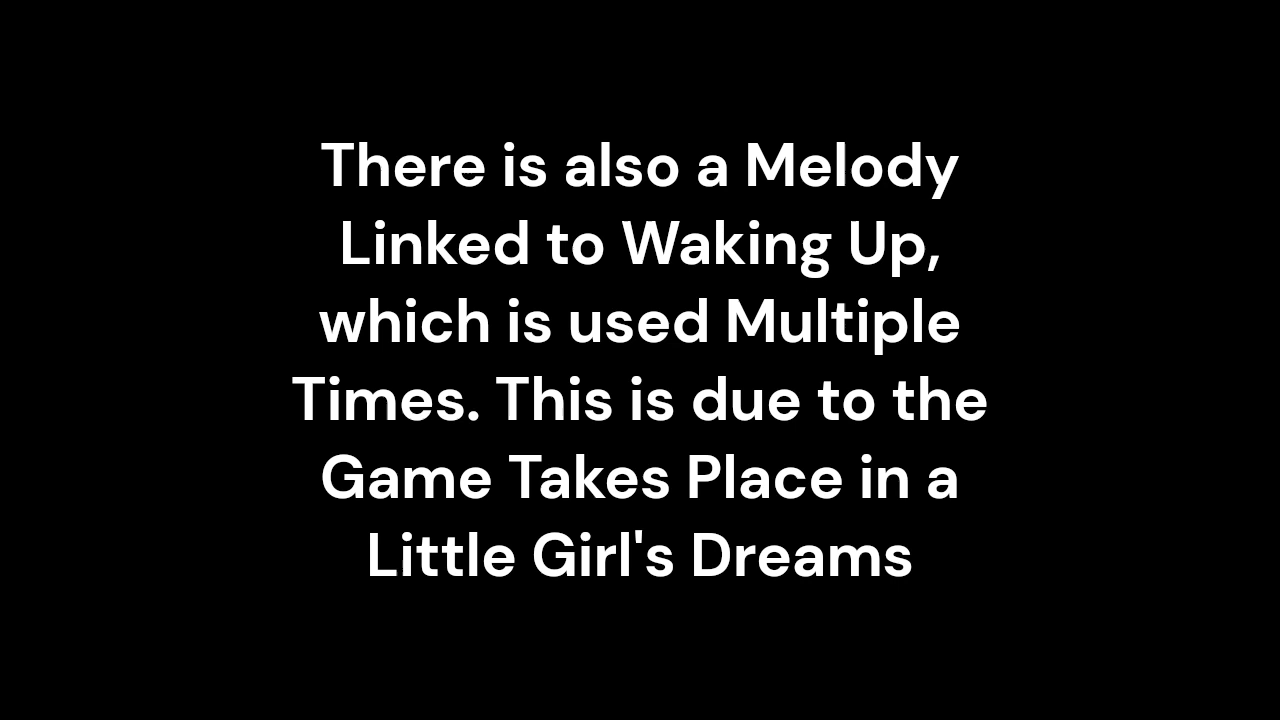 There is also a Melody
Linked to Waking Up,
which is used Multiple
Times. This is due to the
Game Takes Place in a
Little Girl's Dreams